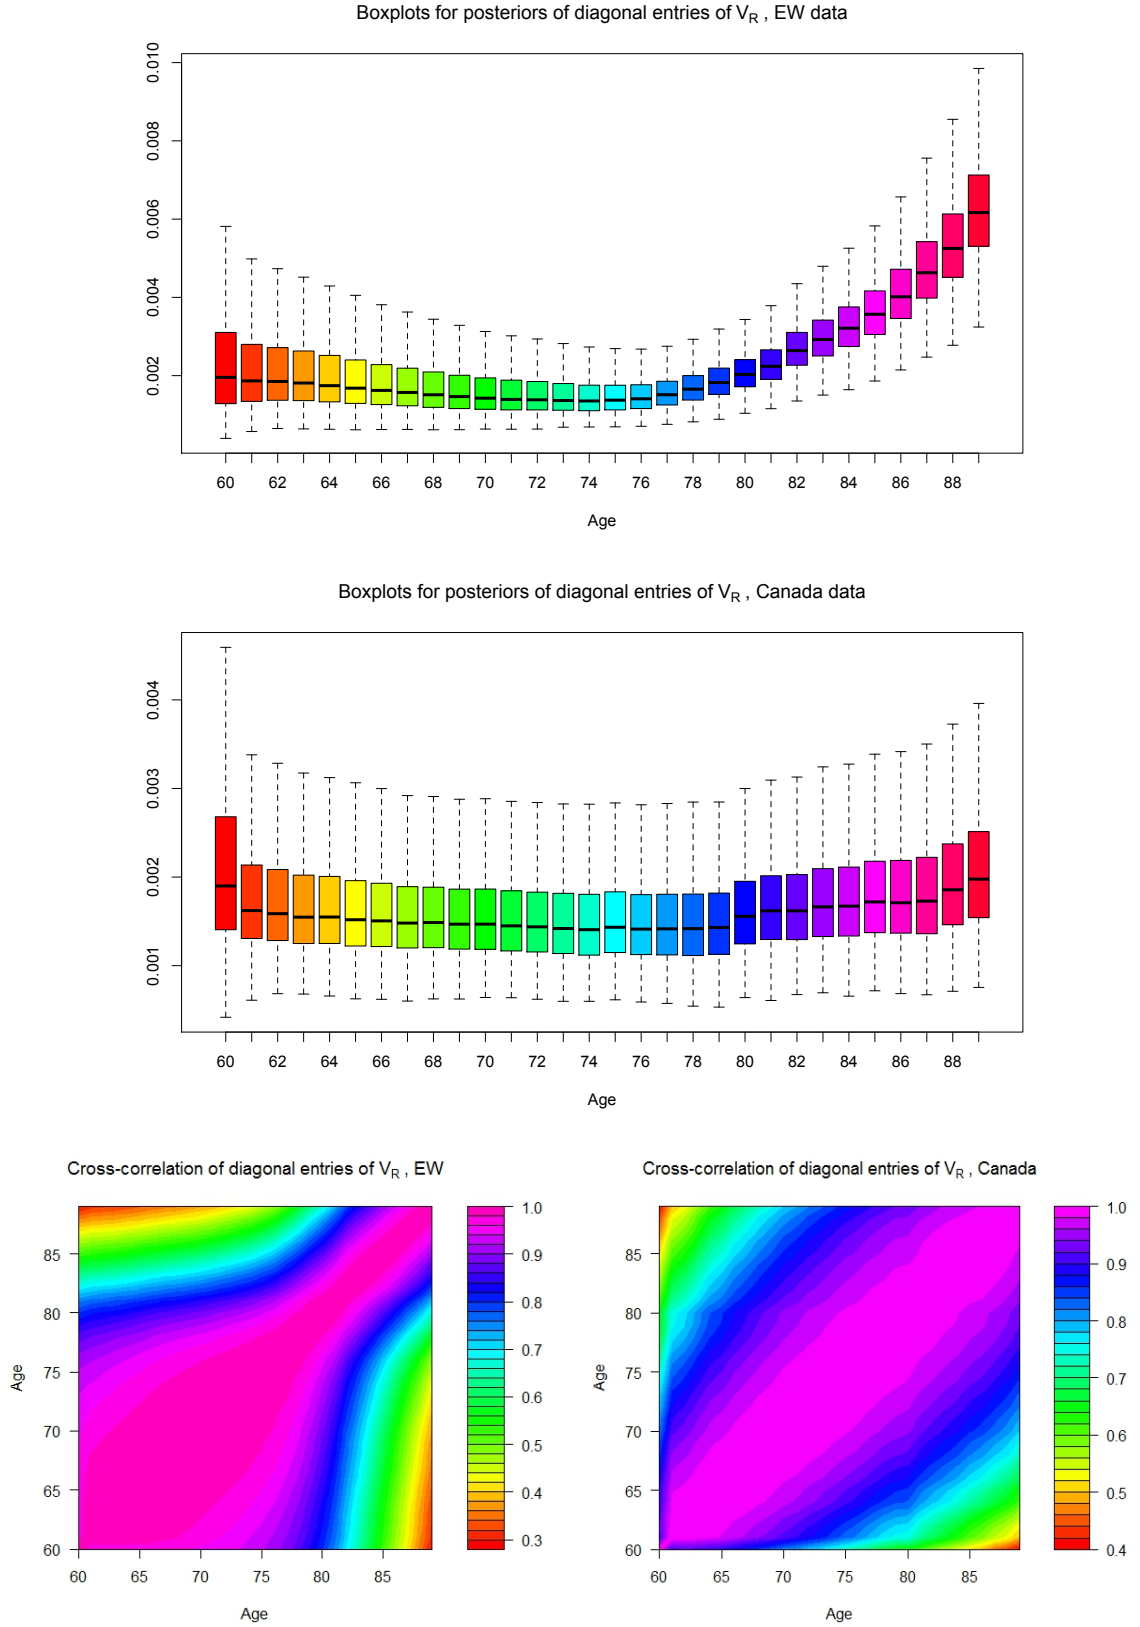 Boxplots for posteriors of diagonal entries of V_R , EW data
0.010
0.008
0.006
0.004
0.002
60 62 64 66 68 70 72 74 76 78 80 82 84 86 88
Age
Boxplots for posteriors of diagonal entries of V_R , Canada data
0.004
0.003
0.002
0.001
60 62 64 66 68 70 72 74 76 78 80 82 84 86 88
Age
Cross-correlation of diagonal entries of V_R , EW
85
80
75
70
65
60
Age
60 65 70 75 80 85
Age
1.0
0.9
0.8
0.7
0.6
0.5
0.4
0.3
Cross-correlation of diagonal entries of V_R , Canada
85
80
75
70
65
60
Age
60 65 70 75 80 85
Age
1.0
0.9
0.8
0.7
0.6
0.5
0.4